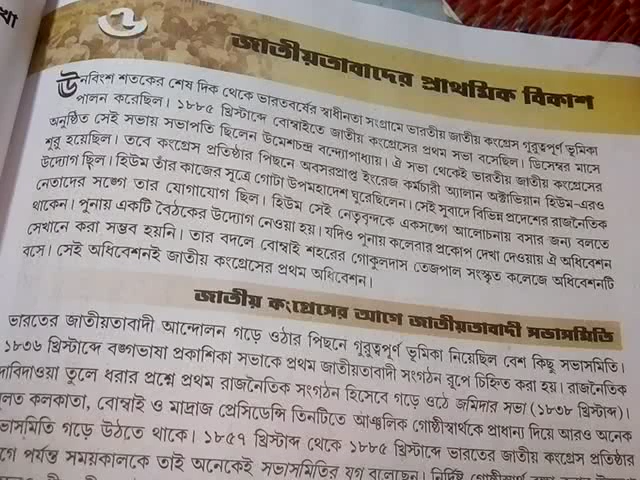 খা
৭
জাতীয়তাবাদের প্রাথমিক বিকাশ
উনবিংশ শতকের শেষ দিক থেকে ভারতবর্ষের স্বাধীনতা সংগ্রামে ভারতীয় জাতীয় কংগ্রেস গুরুত্বপূর্ণ ভূমিকা
পালন করেছিল। ১৮৮৫ খ্রিস্টাব্দে বোম্বাইতে জাতীয় কংগ্রেসের প্রথম সভা বসেছিল। ডিসেম্বর মাসে
অনুষ্ঠিত সেই সভায় সভাপতি ছিলেন উমেশচন্দ্র বন্দ্যোপাধ্যায়। ঐ সভা থেকেই ভারতীয় জাতীয় কংগ্রেসের
শুরু হয়েছিল। তবে কংগ্রেস প্রতিষ্ঠার পিছনে অবসরপ্রাপ্ত ইংরেজ কর্মচারী অ্যালান অক্টাভিয়ান হিউম-এরও
উদ্যোগ ছিল। হিউম তাঁর কাজের সূত্রে গোটা উপমহাদেশ ঘুরেছিলেন। সেই সুবাদে বিভিন্ন প্রদেশের রাজনৈতিক
নেতাদের সঙ্গে তার যোগাযোগ ছিল। হিউম সেই নেতৃবৃন্দকে একসঙ্গে আলোচনায় বসার জন্য বলতে
থাকেন। পুনায় একটি বৈঠকের উদ্যোগ নেওয়া হয়। যদিও পুনায় কলেরার প্রকোপ দেখা দেওয়ায় ঐ অধিবেশন
সেখানে করা সম্ভব হয়নি। তার বদলে বোম্বাই শহরের গোকুলদাস তেজপাল সংস্কৃত কলেজে অধিবেশনটি
বসে। সেই অধিবেশনই জাতীয় কংগ্রেসের প্রথম অধিবেশন।
জাতীয় কংগ্রেসের আগে জাতীয়তাবাদী সভাসমিতি
ভারতের জাতীয়তাবাদী আন্দোলন গড়ে ওঠার পিছনে গুরুত্বপূর্ণ ভূমিকা নিয়েছিল বেশ কিছু সভাসমিতি।
১৮৩৬ খ্রিস্টাব্দে বঙ্গভাষা প্রকাশিকা সভাকে প্রথম জাতীয়তাবাদী সংগঠন রূপে চিহ্নিত করা হয়। রাজনৈতিক
দাবিদাওয়া তুলে ধরার প্রশ্নে প্রথম রাজনৈতিক সংগঠন হিসেবে গড়ে ওঠে জমিদার সভা (১৮৩৮ খ্রিস্টাব্দ)।
লত কলকাতা, বোম্বাই ও মাদ্রাজ প্রেসিডেন্সি তিনটিতে আঞ্চলিক গোষ্ঠীস্বার্থকে প্রাধান্য দিয়ে আরও অনেক
ভাসমিতি গড়ে উঠতে থাকে। ১৮৫৭ খ্রিস্টাব্দ থেকে ১৮৮৫ খ্রিস্টাব্দে ভারতীয় জাতীয় কংগ্রেস প্রতিষ্ঠার
গে পর্যন্ত সময়কালকে তাই অনেকেই সভাসমিতির যুগ বলেছেন। নির্দিষ্ট